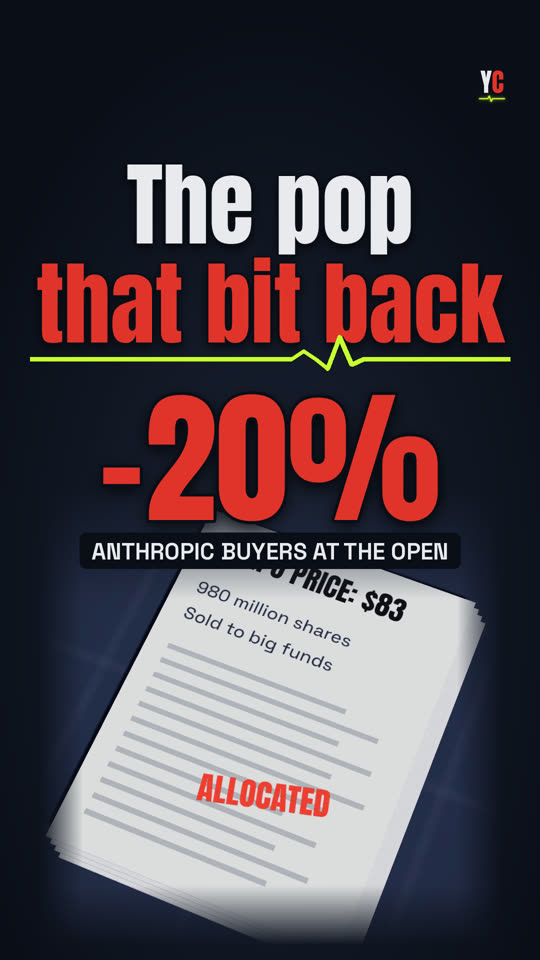 YC
The pop
that bit back
-20%
ANTHROPIC BUYERS AT THE OPEN
PRICE: $83
980 million shares
Sold to big funds
ALLOCATED